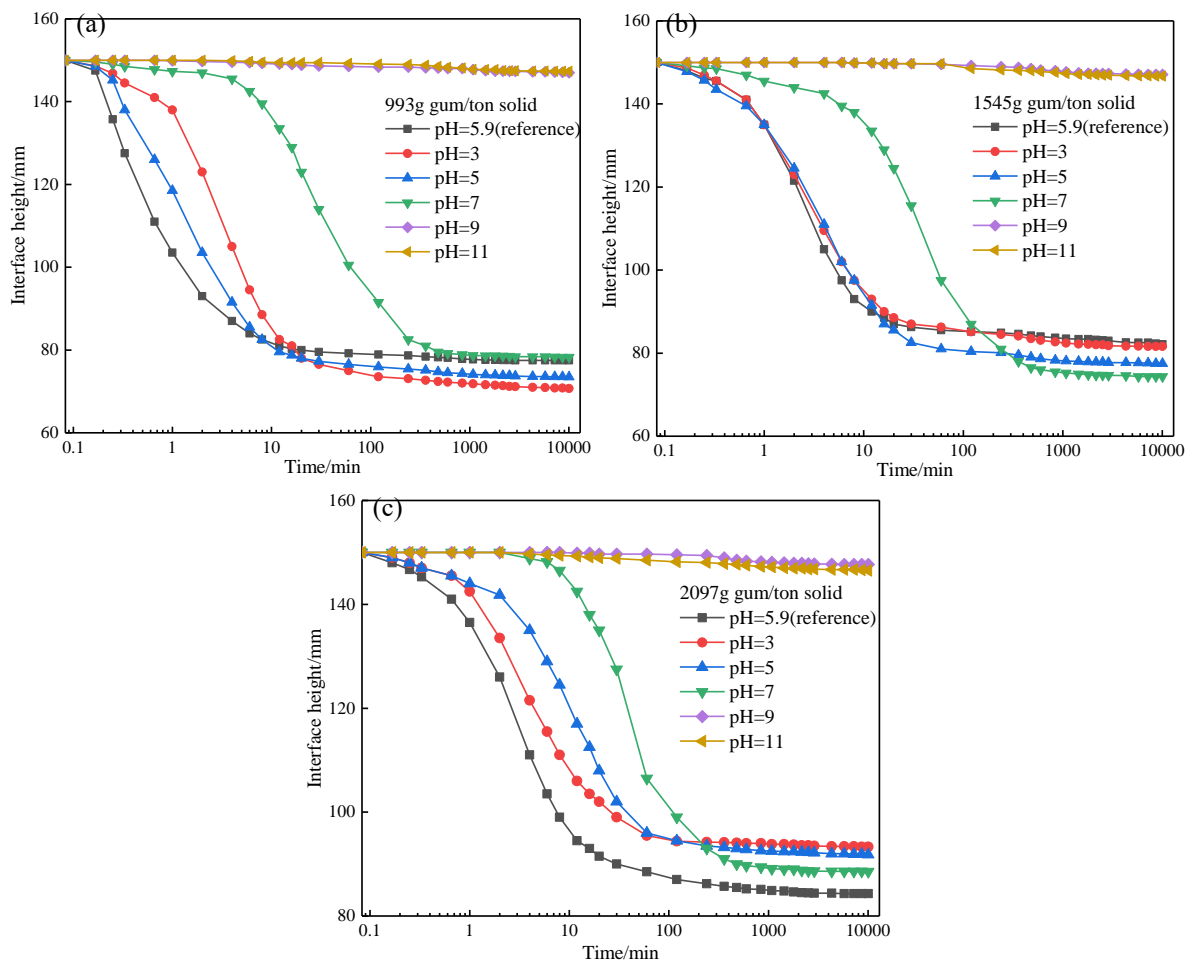 (a)
160
140
120
100
80
60
Interface height/mm
993g gum/ton solid
pH=5.9(reference)
pH=3
pH=5
pH=7
pH=9
pH=11
0.1 1 10 100 1000 10000
Time/min
(b)
160
140
120
100
80
60
Interface height/mm
1545g gum/ton solid
pH=5.9(reference)
pH=3
pH=5
pH=7
pH=9
pH=11
0.1 1 10 100 1000 10000
Time/min
(c)
160
140
120
100
80
Interface height/mm
2097g gum/ton solid
pH=5.9(reference)
pH=3
pH=5
pH=7
pH=9
pH=11
0.1 1 10 100 1000 10000
Time/min